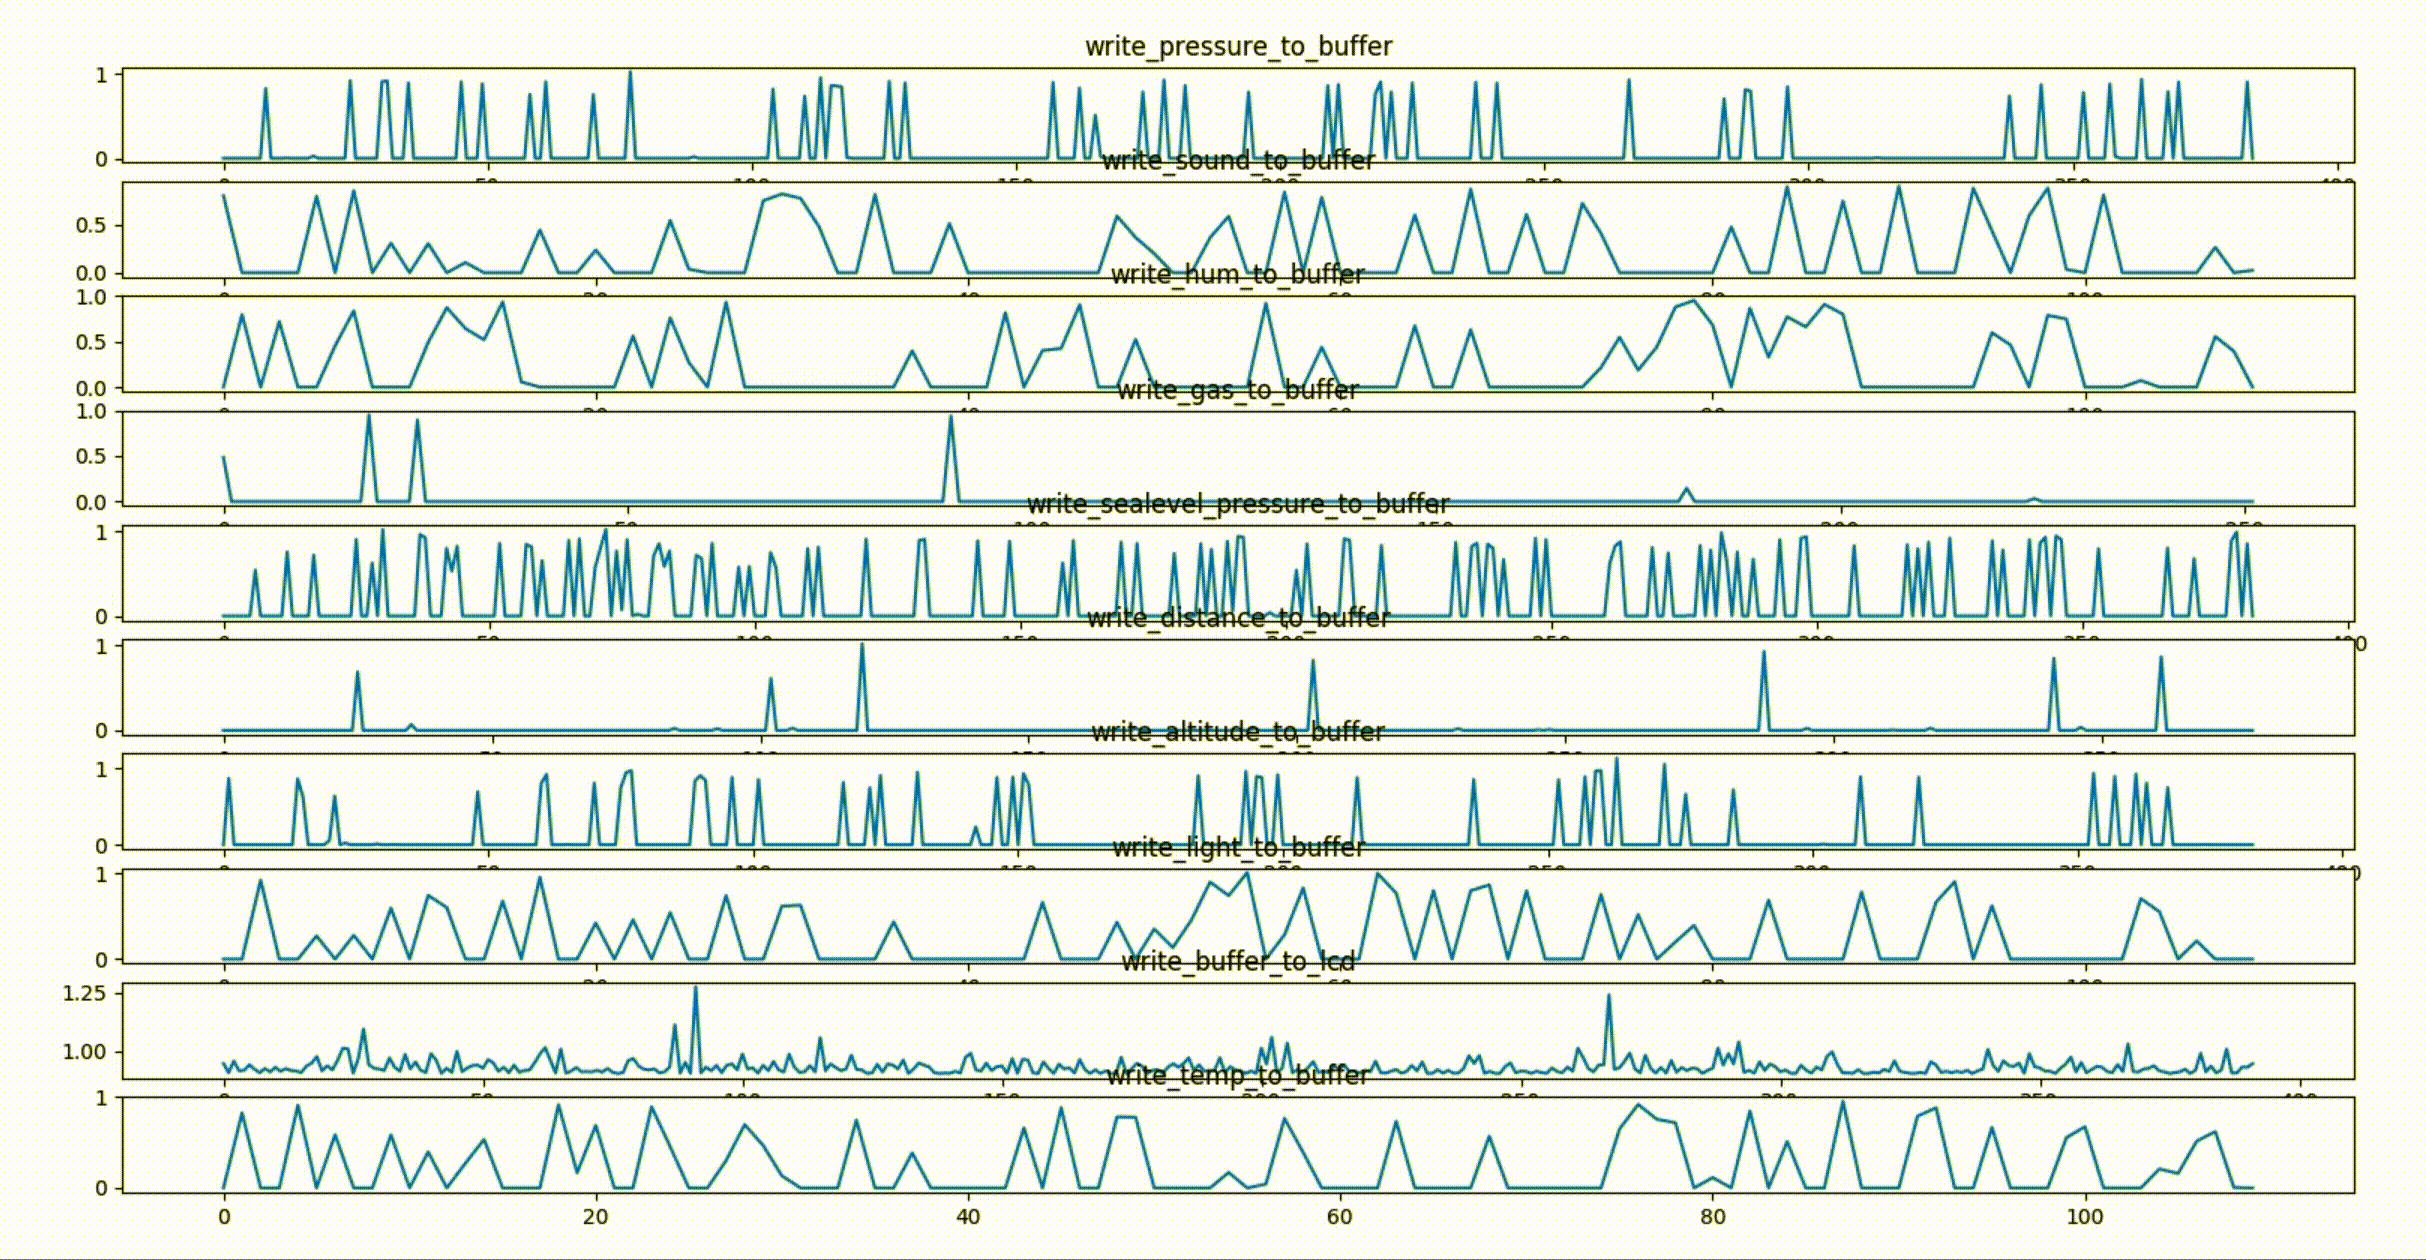 write_pressure_to_buffer
1
0
write_sound_to_buffer
0.5
0.0
write_hum_to_buffer
1.0
0.5
0.0
write_gas_to_buffer
1.0
0.5
0.0
write_sealevel_pressure_to_buffer
1
0
write_distance_to_buffer
1
0
write_altitude_to_buffer
1
0
write_light_to_buffer
1
0
write_buffer_to_lcd
1.25
1.00
write_temp_to_buffer
1
0
0 20 40 60 80 100